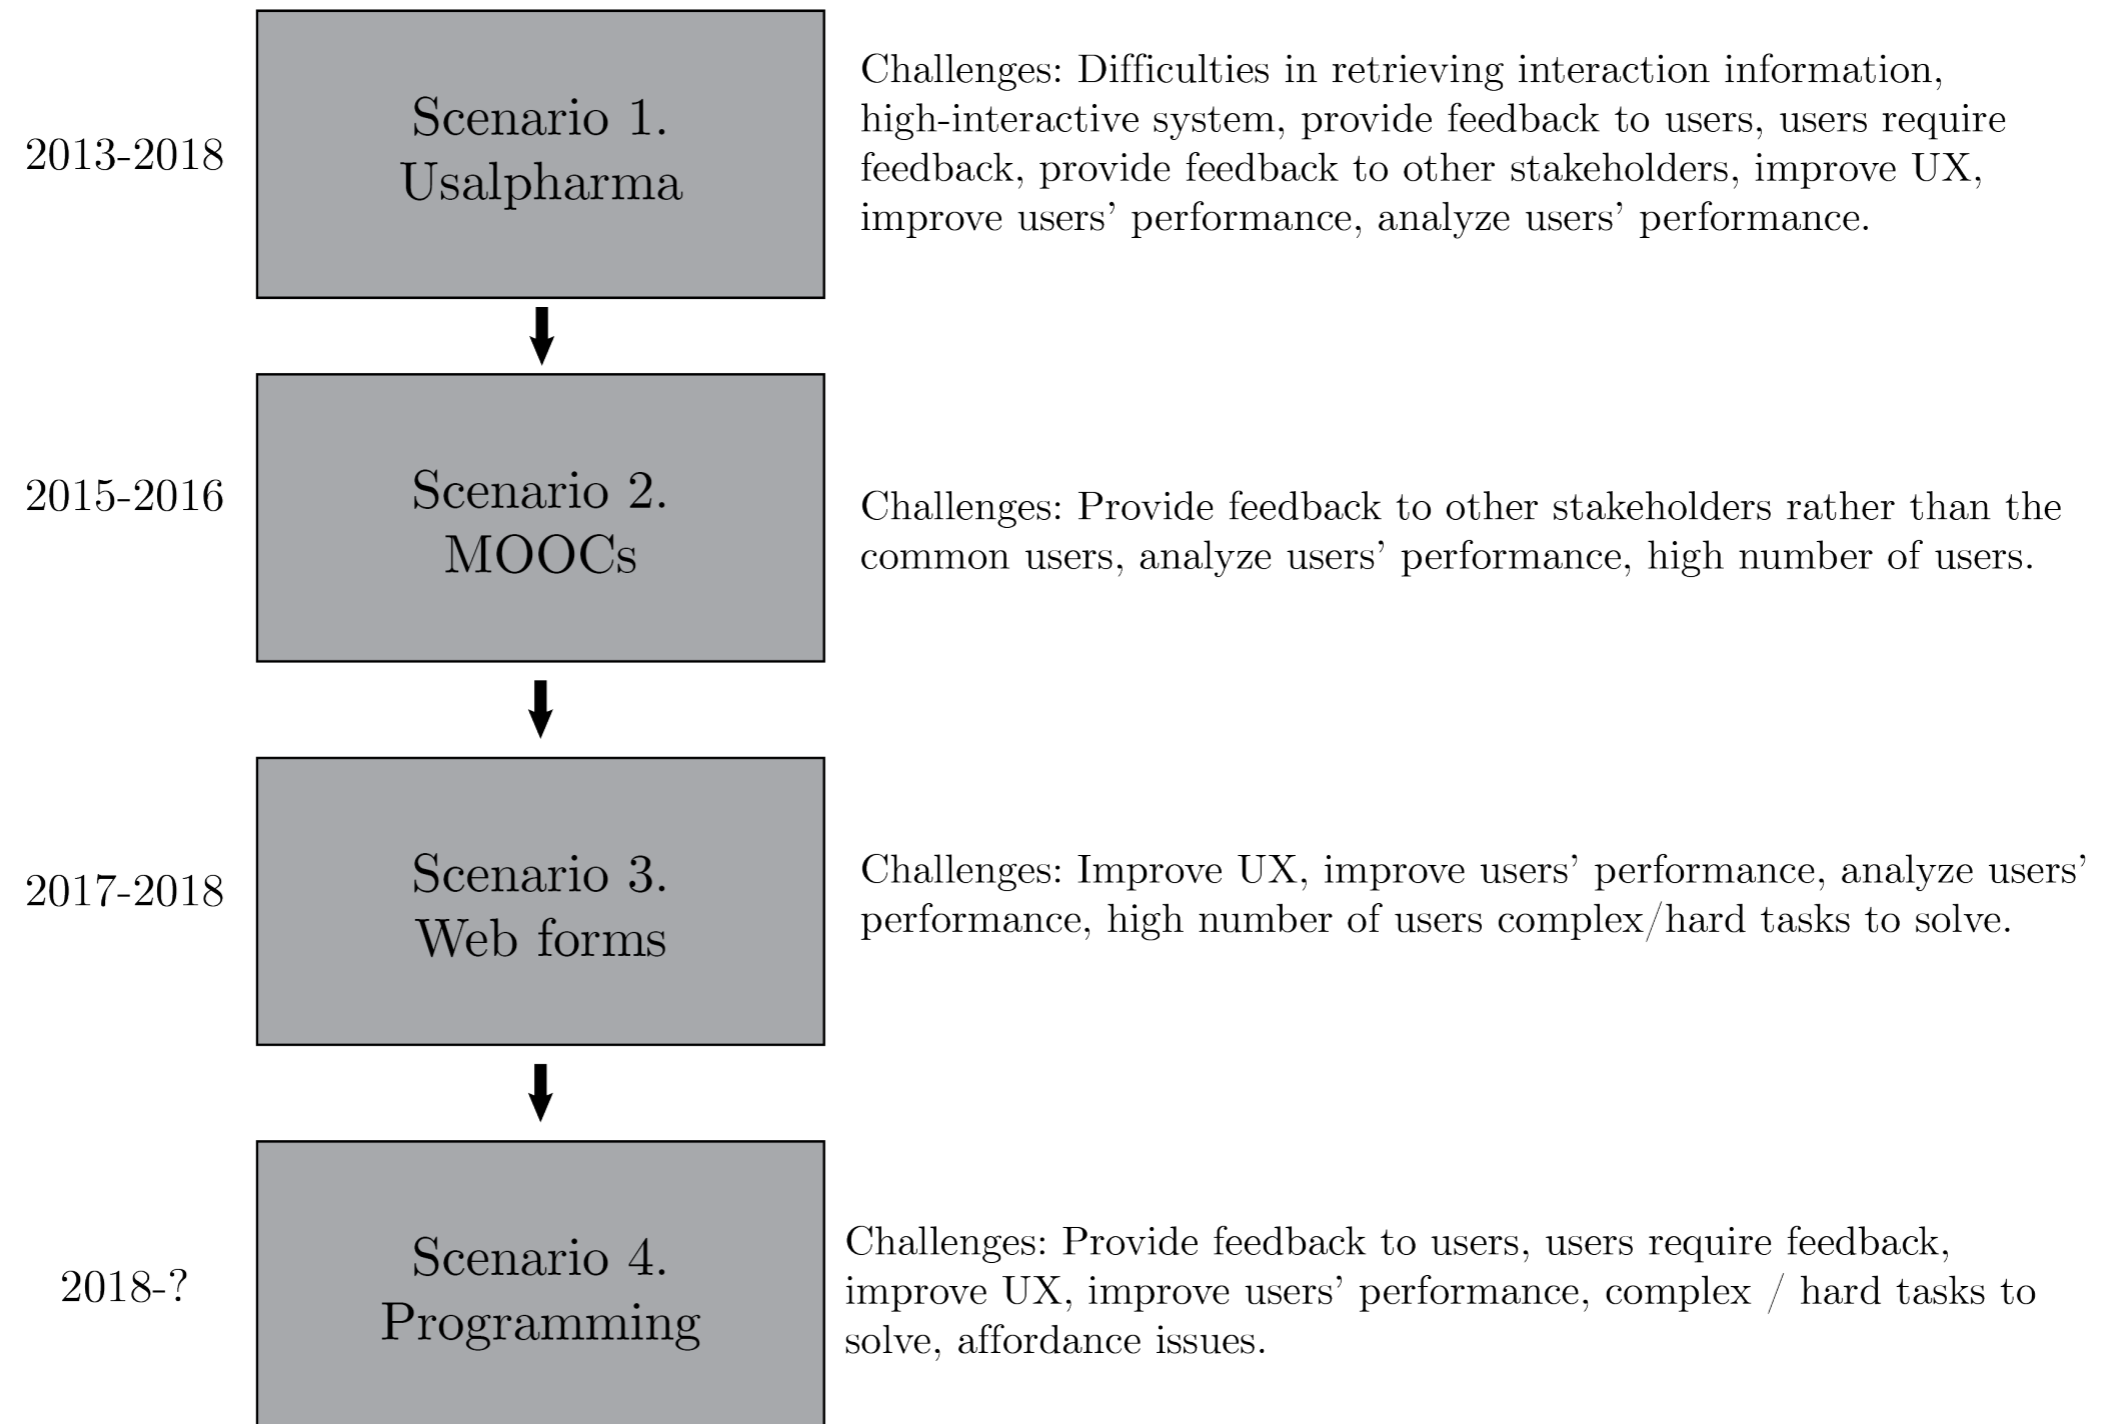 2013-2018
Scenario 1.
Usalpharma
Challenges: Difficulties in retrieving interaction information,
high-interactive system, provide feedback to users, users require
feedback, provide feedback to other stakeholders, improve UX,
improve users’ performance, analyze users’ performance.
2015-2016
Scenario 2.
MOOCs
Challenges: Provide feedback to other stakeholders rather than the
common users, analyze users’ performance, high number of users.
2017-2018
Scenario 3.
Web forms
Challenges: Improve UX, improve users’ performance, analyze users’
performance, high number of users complex/hard tasks to solve.
2018-?
Scenario 4.
Programming
Challenges: Provide feedback to users, users require feedback,
improve UX, improve users’ performance, complex / hard tasks to
solve, affordance issues.